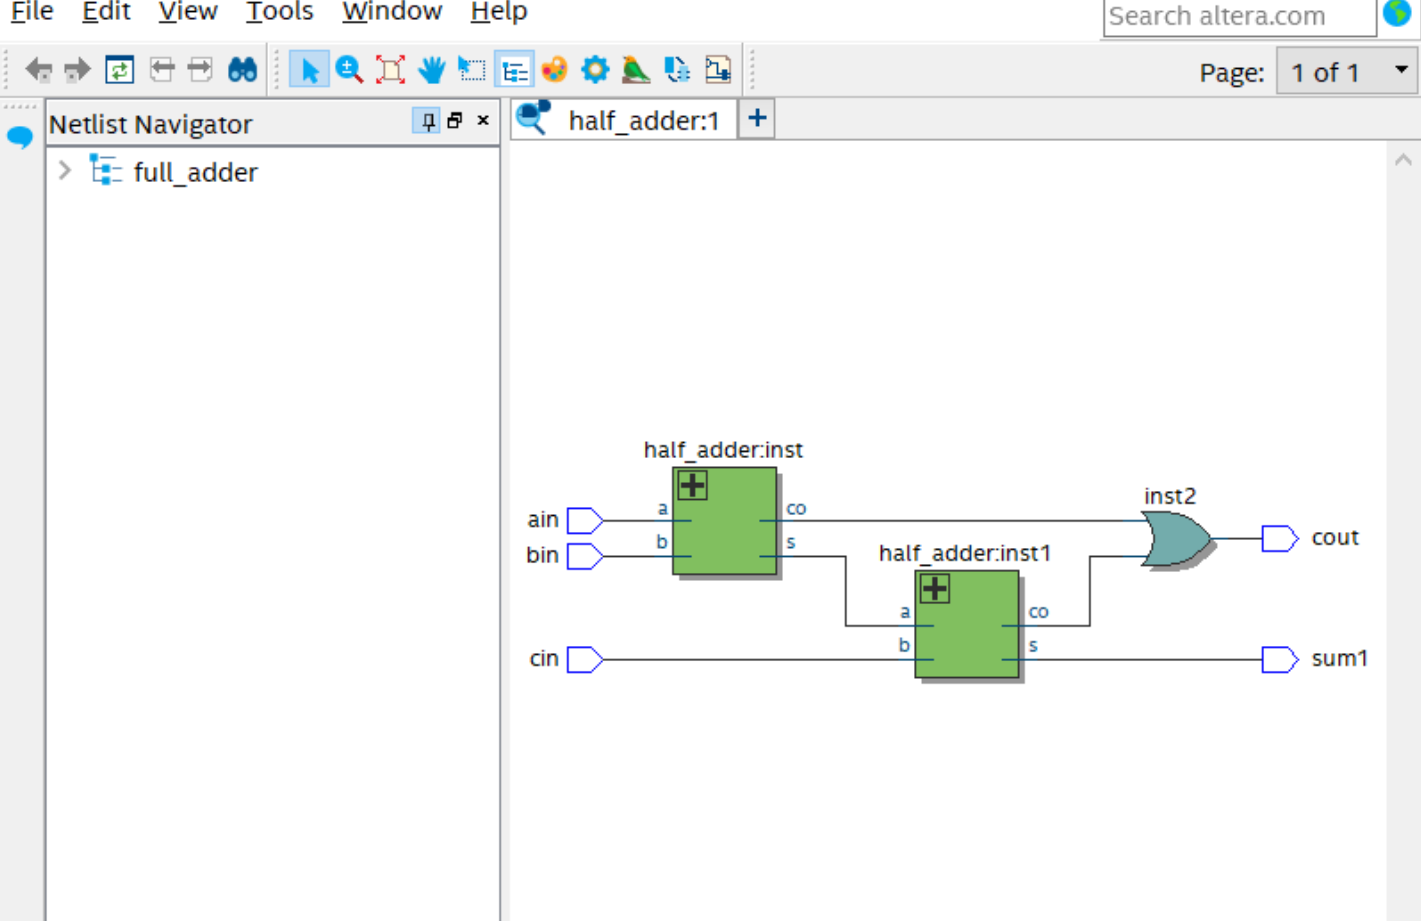 File Edit View Tools Window Help
Search altera.com
Page: 1 of 1
Netlist Navigator
half_adder:1
full_adder
half_adder:inst
ain
a
co
bin
b
s
inst2
cout
half_adder:inst1
a
co
cin
b
s
sum1